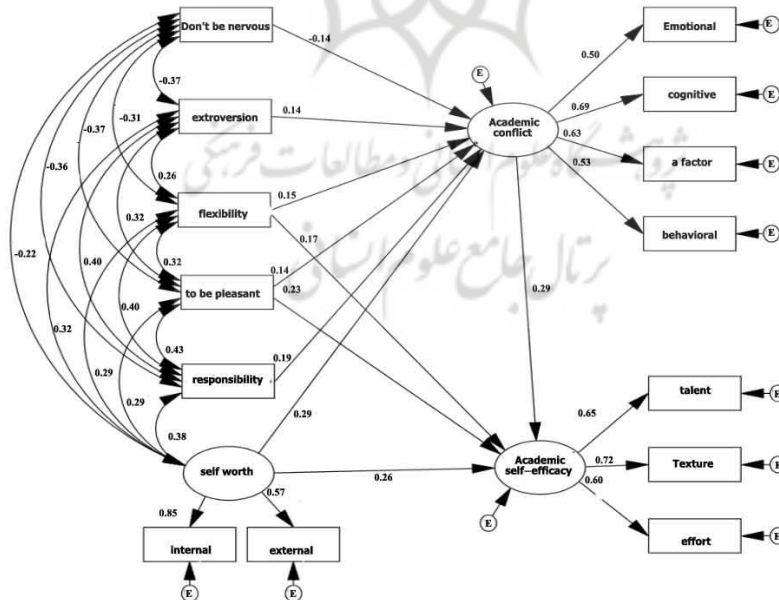 Don't be nervous
-0.14
Emotional
E
0.50
E
-0.37
extroversion
0.14
Academic
conflict
0.69
cognitive
E
-0.37
-0.31
0.63
پژوهشگاه علوم انسانی و مطالعات فرهنگی
-0.36
0.26
0.53
a factor
E
flexibility
0.15
-0.22
0.32
0.17
behavioral
E
پرتال جامع علوم انسانی
0.40
0.32
0.14
to be pleasant
0.23
0.29
0.32
0.40
0.43
0.19
0.29
responsibility
talent
E
0.29
0.38
0.29
0.65
self worth
0.26
Academic
self-efficacy
0.72
Texture
E
0.60
0.85
0.57
E
effort
E
internal
external
E
E